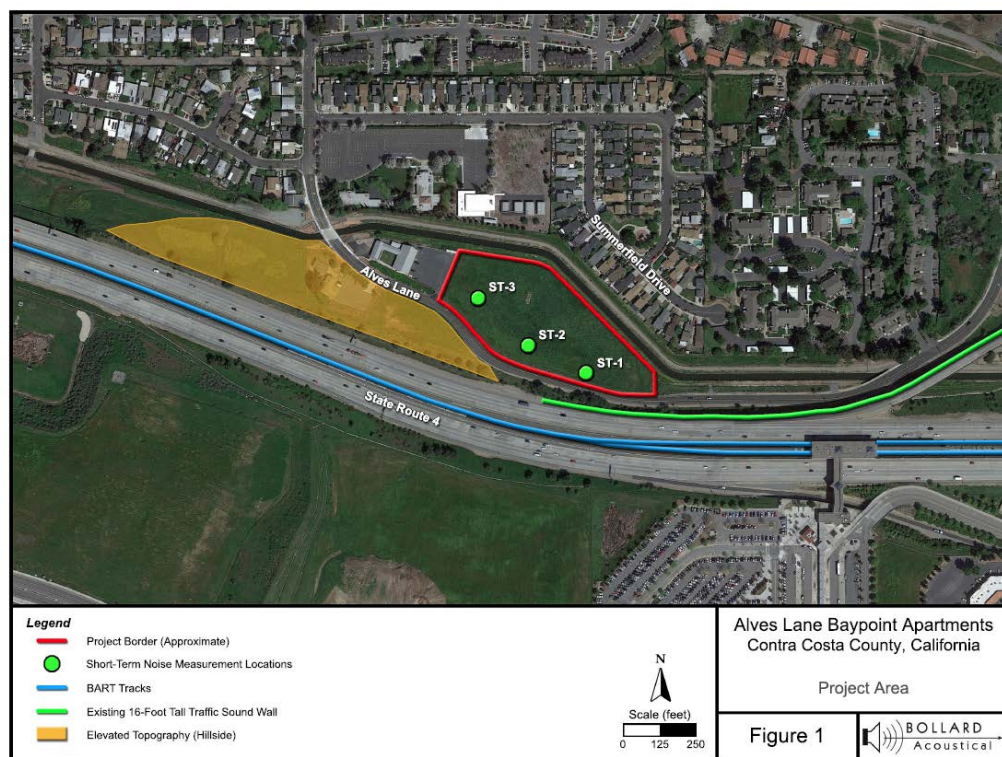 Summerfield Drive
Alves Lane
ST-3
ST-2
ST-1
State Route 4
Legend
Project Border (Approximate)
Short-Term Noise Measurement Locations
BART Tracks
Existing 16-Foot Tall Traffic Sound Wall
Elevated Topography (Hillside)
N
Scale (feet)
0 125 250
Alves Lane Baypoint Apartments
Contra Costa County, California
Project Area
Figure 1
BOLLARD
Acoustical